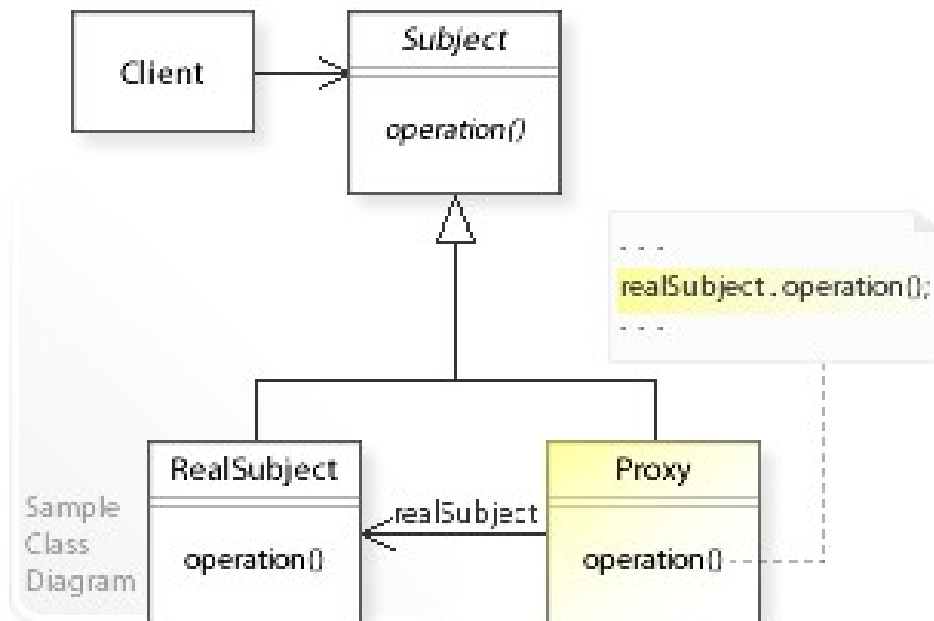 Client
Subject
operation()
- - -
realSubject.operation();
- - -
RealSubject
operation()
realSubject
Proxy
operation()
Sample
Class
Diagram